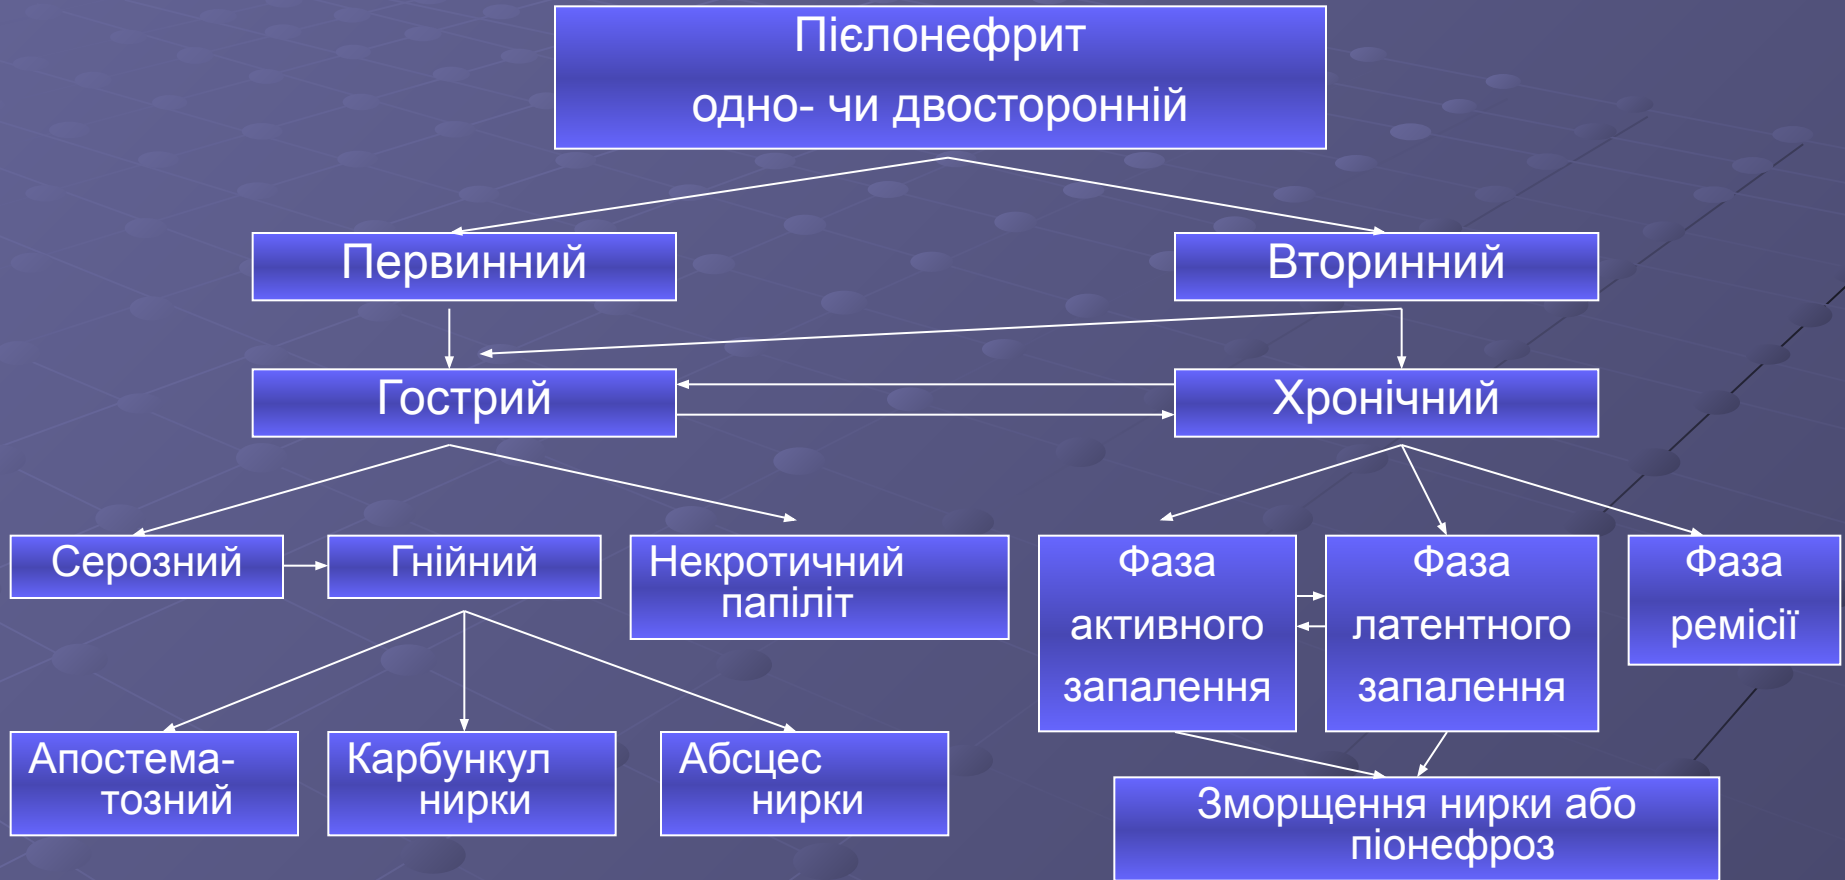 Пієлонефрит
одно- чи двосторонній
Первинний
Вторинний
Гострий
Хронічний
Серозний
Гнійний
Некротичний
папіліт
Фаза
активного
запалення
Фаза
латентного
запалення
Фаза
ремісії
Апостема-
тозний
Карбункул
нирки
Абсцес
нирки
Зморщення нирки або
піонефроз